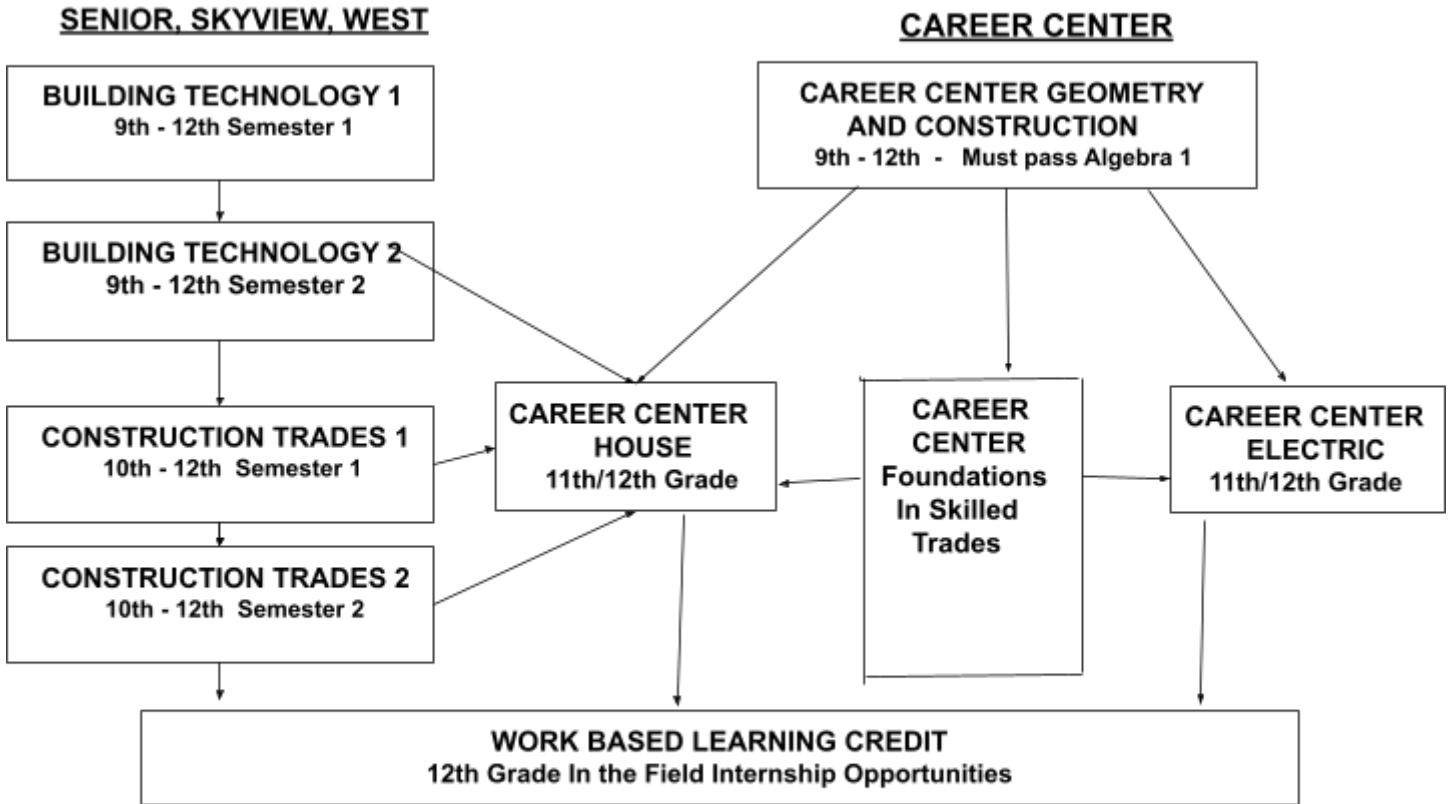 SENIOR, SKYVIEW, WEST
BUILDING TECHNOLOGY 1
9th - 12th Semester 1
BUILDING TECHNOLOGY 2
9th - 12th Semester 2
CONSTRUCTION TRADES 1
10th - 12th Semester 1
CONSTRUCTION TRADES 2
10th - 12th Semester 2
CAREER CENTER
CAREER CENTER GEOMETRY
AND CONSTRUCTION
9th - 12th - Must pass Algebra 1
CAREER CENTER
HOUSE
11th/12th Grade
CAREER
CENTER
Foundations
In Skilled
Trades
CAREER CENTER
ELECTRIC
11th/12th Grade
WORK BASED LEARNING CREDIT
12th Grade In the Field Internship Opportunities